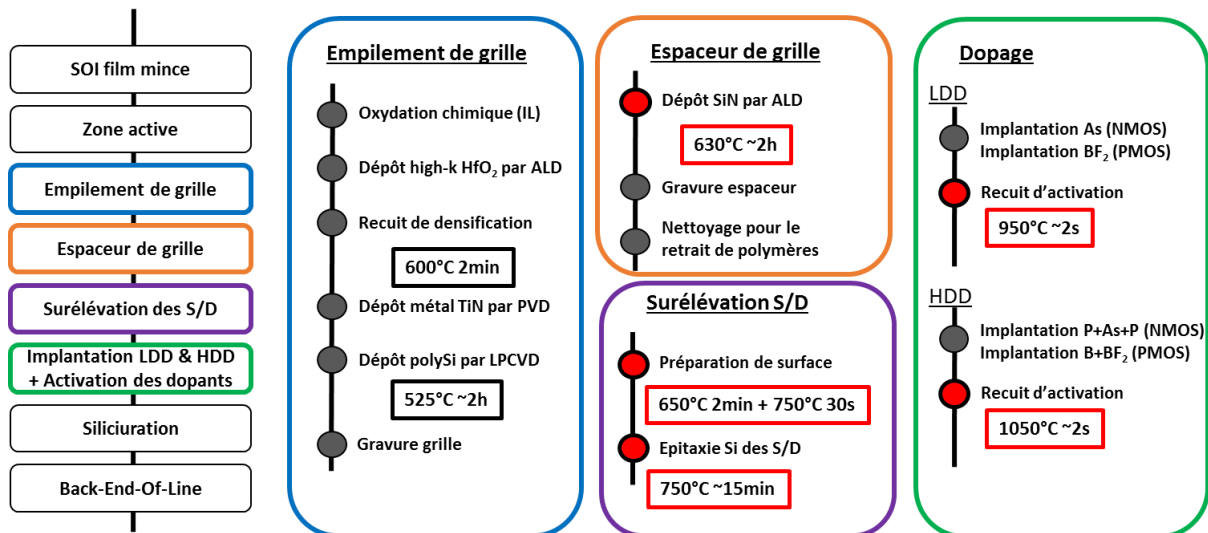 SOI film mince
Zone active
Empilement de grille
Espaceur de grille
Surélévation des S/D
Implantation LDD & HDD
+ Activation des dopants
Siliciuration
Back-End-Of-Line
Empilement de grille
Oxydation chimique (IL)
Dépôt high-k HfO₂ par ALD
Recuit de densification
600°C 2min
Dépôt métal TiN par PVD
Dépôt polySi par LPCVD
525°C ~2h
Gravure grille
Espaceur de grille
Dépôt SiN par ALD
630°C ~2h
Gravure espaceur
Nettoyage pour le
retrait de polymères
Surélévation S/D
Préparation de surface
650°C 2min + 750°C 30s
Epitaxie Si des S/D
750°C ~15min
Dopage
LDD
Implantation As (NMOS)
Implantation BF₂ (PMOS)
Recuit d’activation
950°C ~2s
HDD
Implantation P+As+P (NMOS)
Implantation B+BF₂ (PMOS)
Recuit d’activation
1050°C ~2s